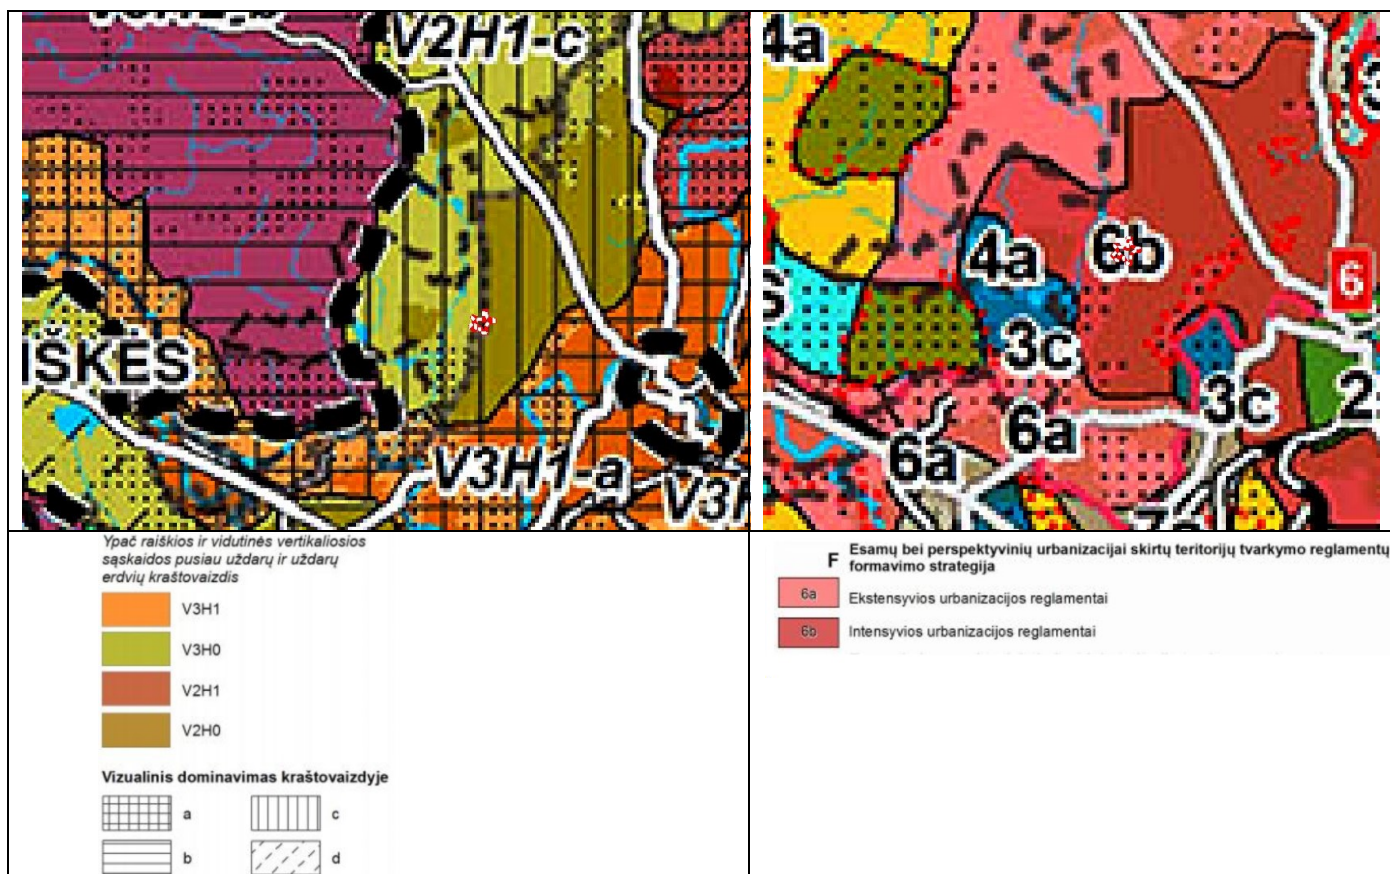 V2H1-c
IŠKĖS
V3H1-a
V3H
4a
4a
6b
6
3c
3c
2
6a
6a
Ypač raiškios ir vidutinės vertikaliosios
sąskaidos pusiau uždarų ir uždarų
erdvių kraštovaizdis
V3H1
V3H0
V2H1
V2H0
Vizualinis dominavimas kraštovaizdyje
a
c
b
d
F Esamų bei perspektyvinių urbanizacijai skirtų teritorijų tvarkymo reglamentų
formavimo strategija
6a Ekstensyvios urbanizacijos reglamentai
6b Intensyvios urbanizacijos reglamentai